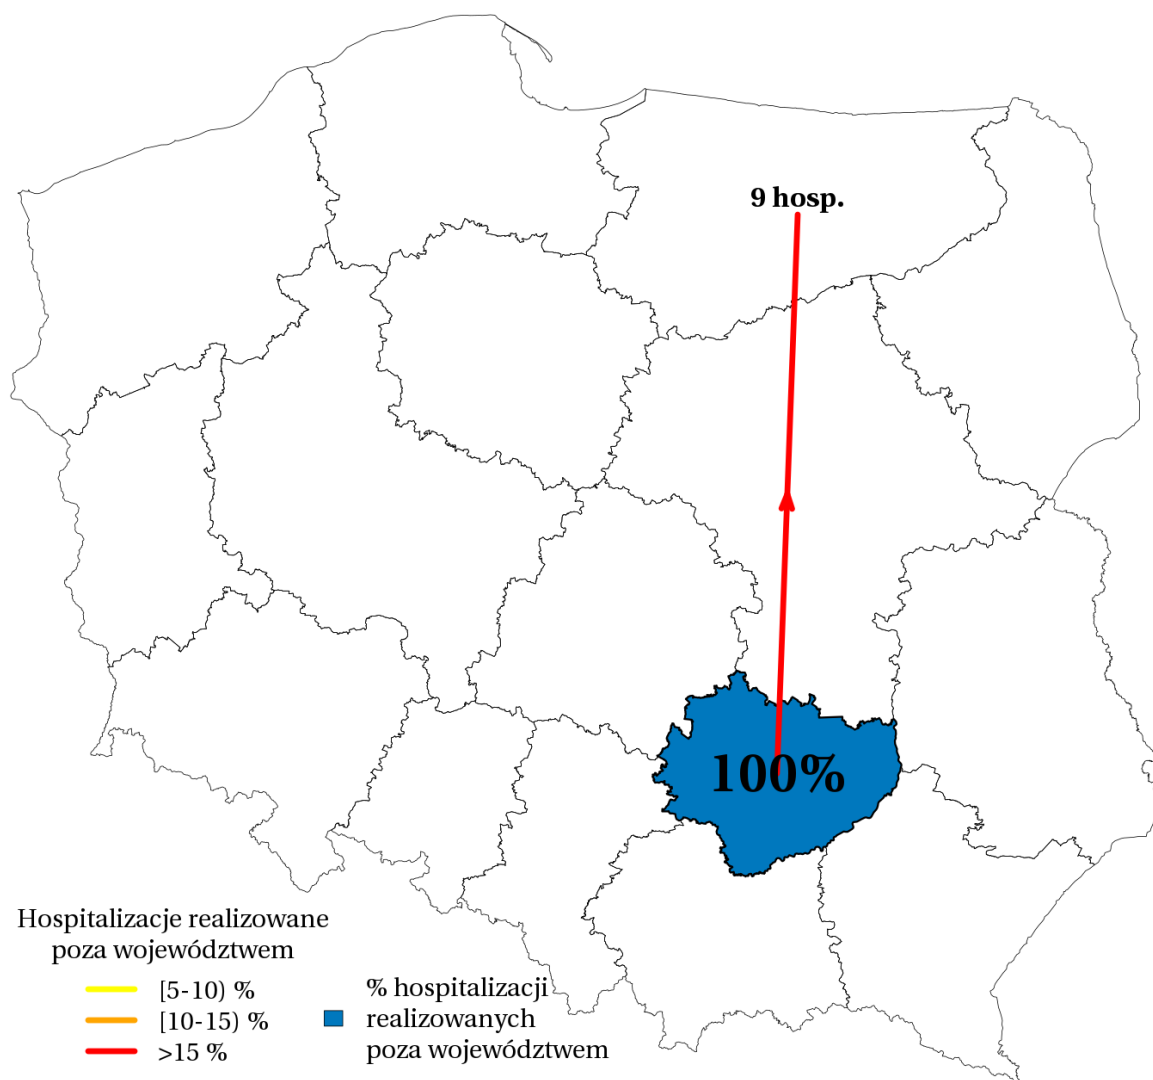 9 hosp.
100%
Hospitalizacje realizowane
poza województwem
[5-10) %
[10-15) %
>15 %
% hospitalizacji
realizowanych
poza województwem